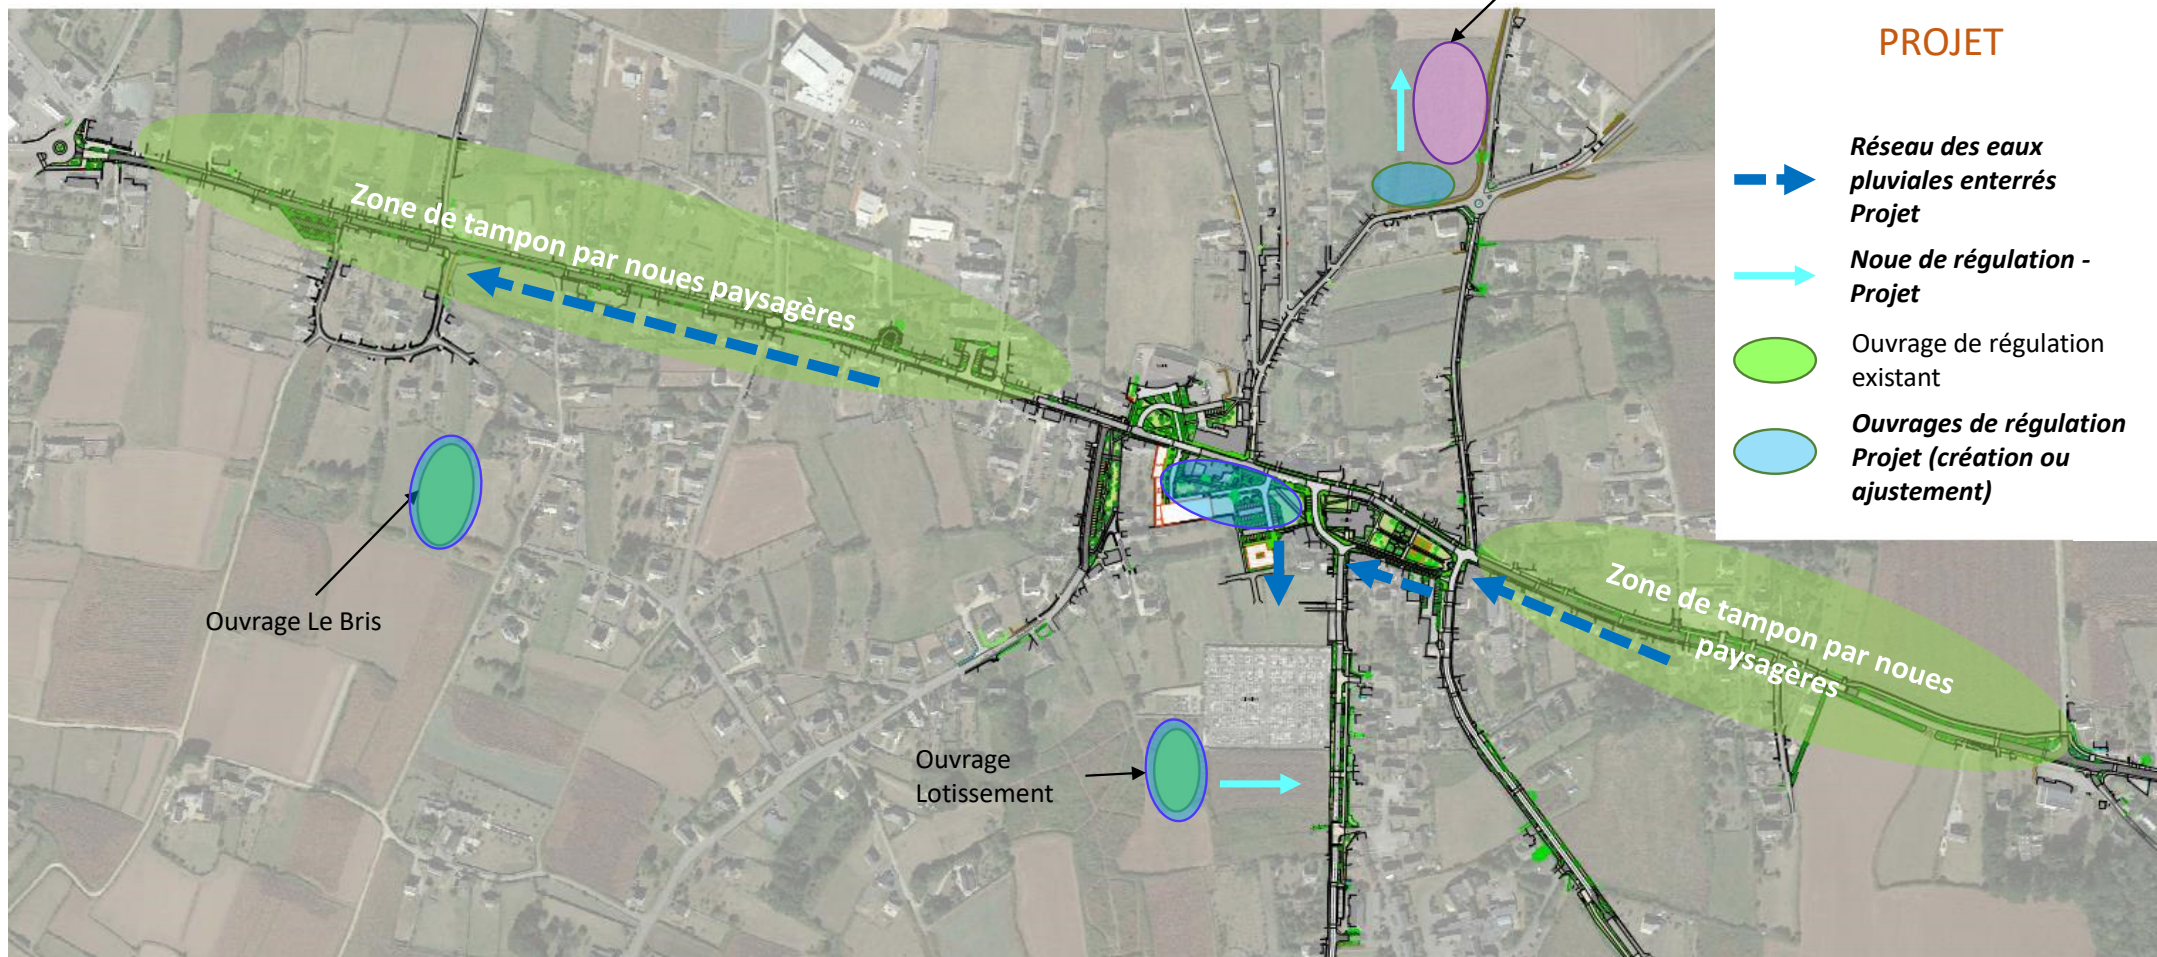 PROJET
Réseau des eaux
pluviales enterrés
Projet
Noue de régulation -
Projet
Ouvrage de régulation
existant
Ouvrages de régulation
Projet (création ou
ajustement)
Zone de tampon par noues paysagères
Zone de tampon par noues
paysagères
Ouvrage Le Bris
Ouvrage
Lotissement